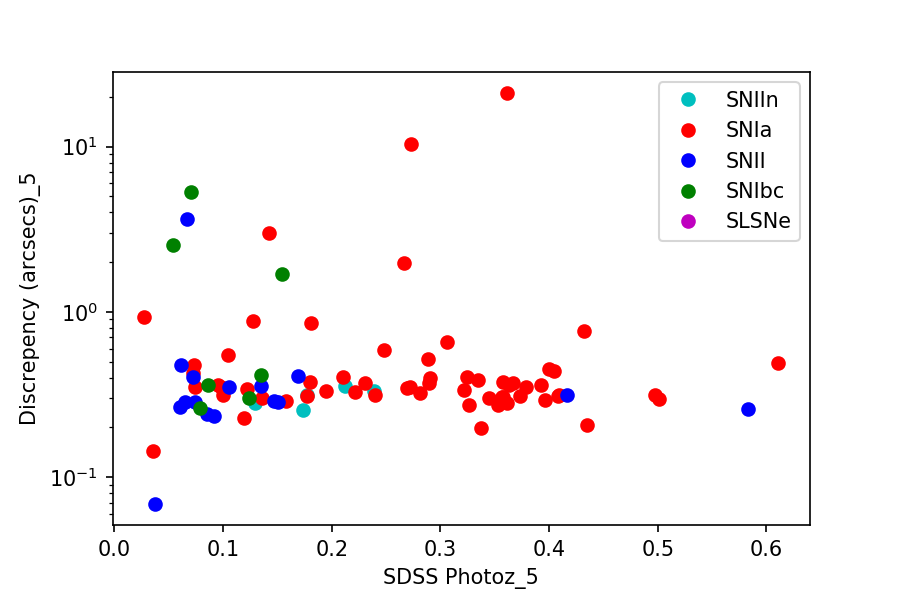 SNIIn
SNIa
SNII
SNIbc
SLSNe
Discrepency (arcsecs)_5
10¹
10⁰
10⁻¹
0.0 0.1 0.2 0.3 0.4 0.5 0.6
SDSS Photoz_5